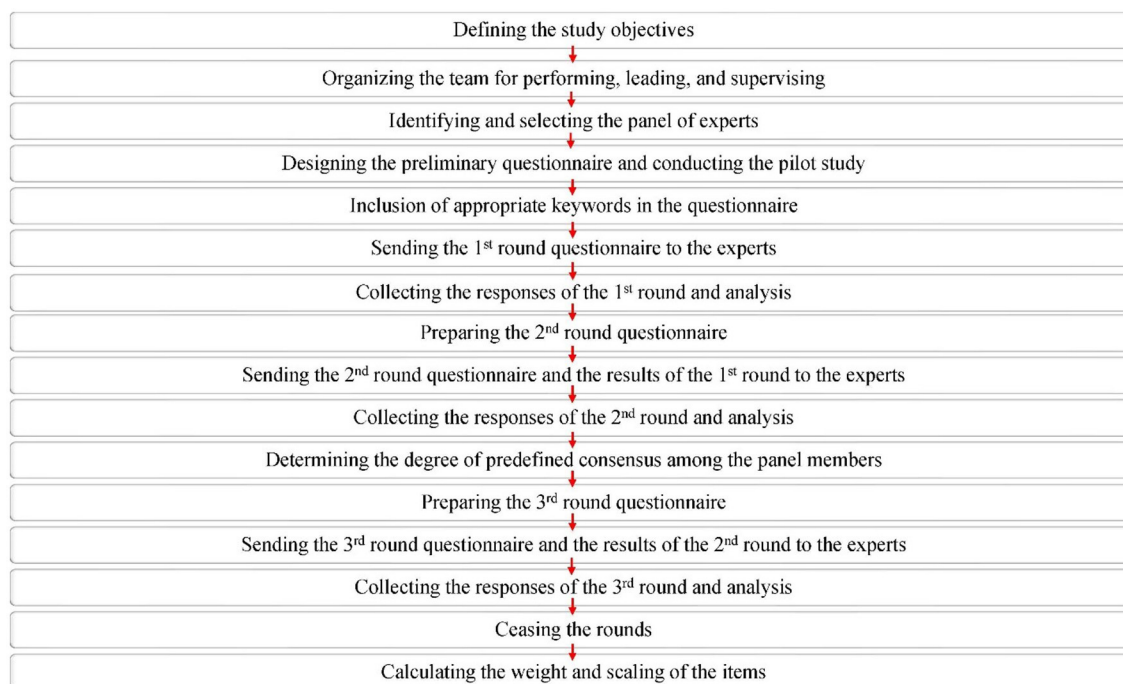 Defining the study objectives
Organizing the team for performing, leading, and supervising
Identifying and selecting the panel of experts
Designing the preliminary questionnaire and conducting the pilot study
Inclusion of appropriate keywords in the questionnaire
Sending the 1st round questionnaire to the experts
Collecting the responses of the 1st round and analysis
Preparing the 2nd round questionnaire
Sending the 2nd round questionnaire and the results of the 1st round to the experts
Collecting the responses of the 2nd round and analysis
Determining the degree of predefined consensus among the panel members
Preparing the 3rd round questionnaire
Sending the 3rd round questionnaire and the results of the 2nd round to the experts
Collecting the responses of the 3rd round and analysis
Ceasing the rounds
Calculating the weight and scaling of the items